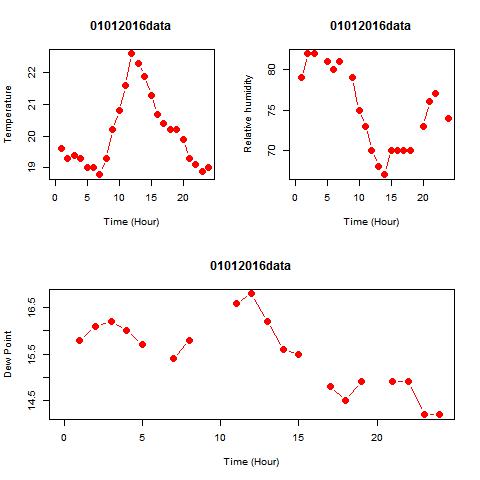 01012016data
Temperature
19 20 21 22
0 5 10 15 20
Time (Hour)
01012016data
Relative humidity
70 75 80
0 5 10 15 20
Time (Hour)
01012016data
Dew Point
14.5 15.5 16.5
0 5 10 15 20
Time (Hour)